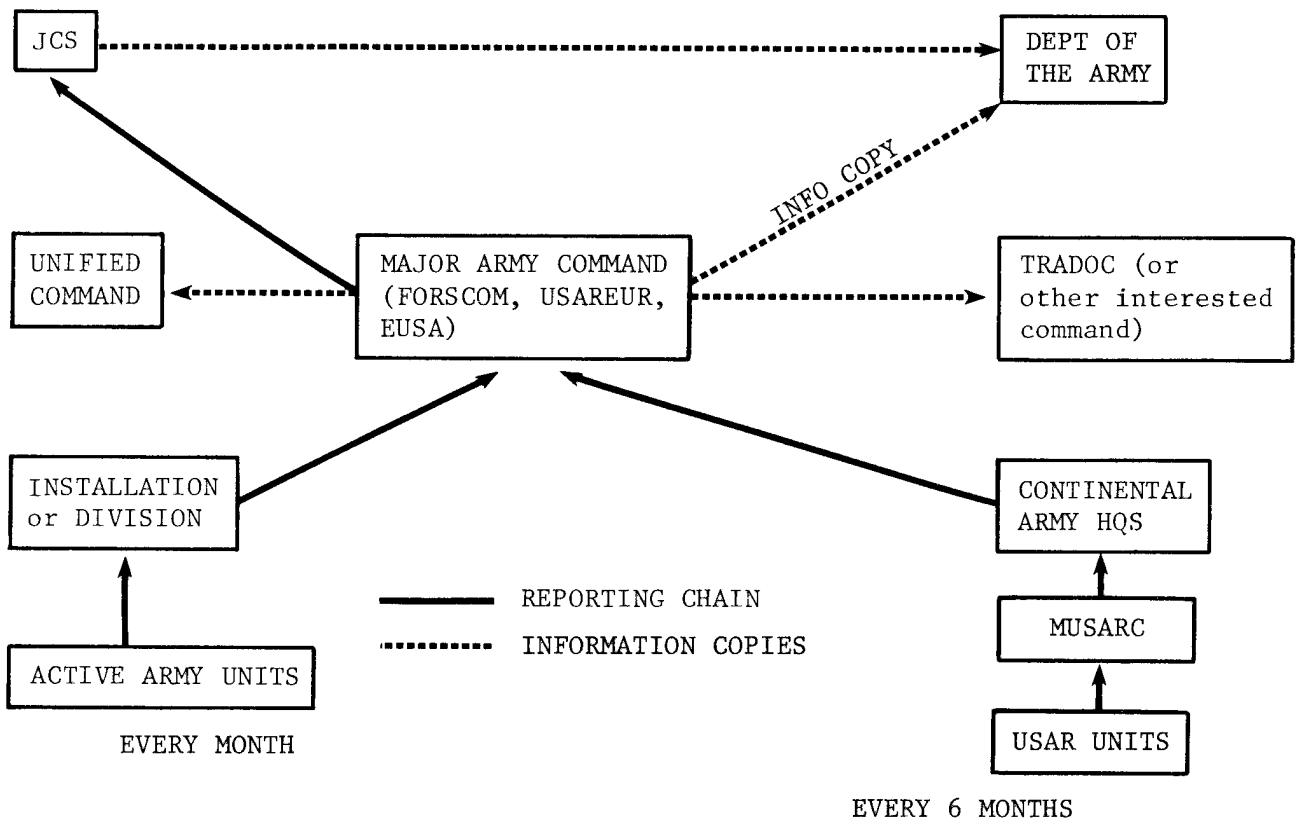 JCS
DEPT OF
THE ARMY
INFO COPY
UNIFIED
COMMAND
MAJOR ARMY COMMAND
(FORSCOM, USAREUR,
EUSA)
TRADOC (or
other interested
command)
INSTALLATION
or DIVISION
CONTINENTAL
ARMY HQS
REPORTING CHAIN
INFORMATION COPIES
MUSARC
ACTIVE ARMY UNITS
USAR UNITS
EVERY MONTH
EVERY 6 MONTHS